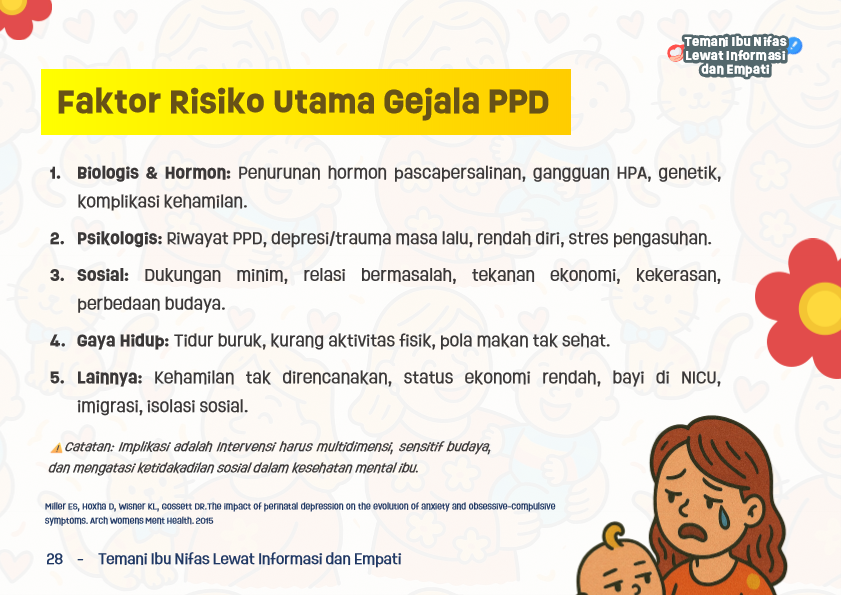 Temani Ibu Nifas
Lewat Informasi
dan Empati
Faktor Risiko Utama Gejala PPD
1. Biologis & Hormon: Penurunan hormon pascapersalinan, gangguan HPA, genetik,
komplikasi kehamilan.
2. Psikologis: Riwayat PPD, depresi/trauma masa lalu, rendah diri, stres pengasuhan.
3. Sosial: Dukungan minim, relasi bermasalah, tekanan ekonomi, kekerasan,
perbedaan budaya.
4. Gaya Hidup: Tidur buruk, kurang aktivitas fisik, pola makan tak sehat.
5. Lainnya: Kehamilan tak direncanakan, status ekonomi rendah, bayi di NICU,
imigrasi, isolasi sosial.
⚠️Catatan: Implikasi adalah Intervensi harus multidimensi, sensitif budaya,
dan mengatasi ketidakadilan sosial dalam kesehatan mental ibu.
Miller ES, Hoxha D, Wisner KL, Gossett DR.The impact of perinatal depression on the evolution of anxiety and obsessive-compulsive
symptoms. Arch Womens Ment Health. 2015
28 - Temani Ibu Nifas Lewat Informasi dan Empati